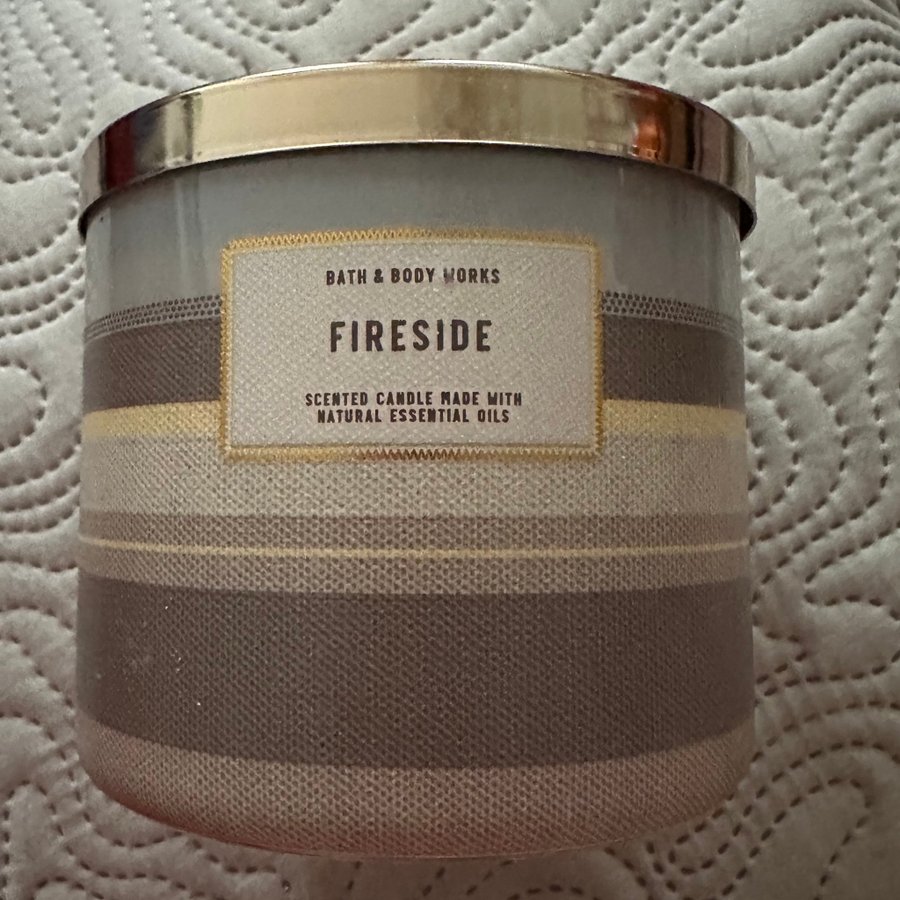 BATH & BODY WORKS
FIRESIDE
SCENTED CANDLE MADE WITH
NATURAL ESSENTIAL OILS